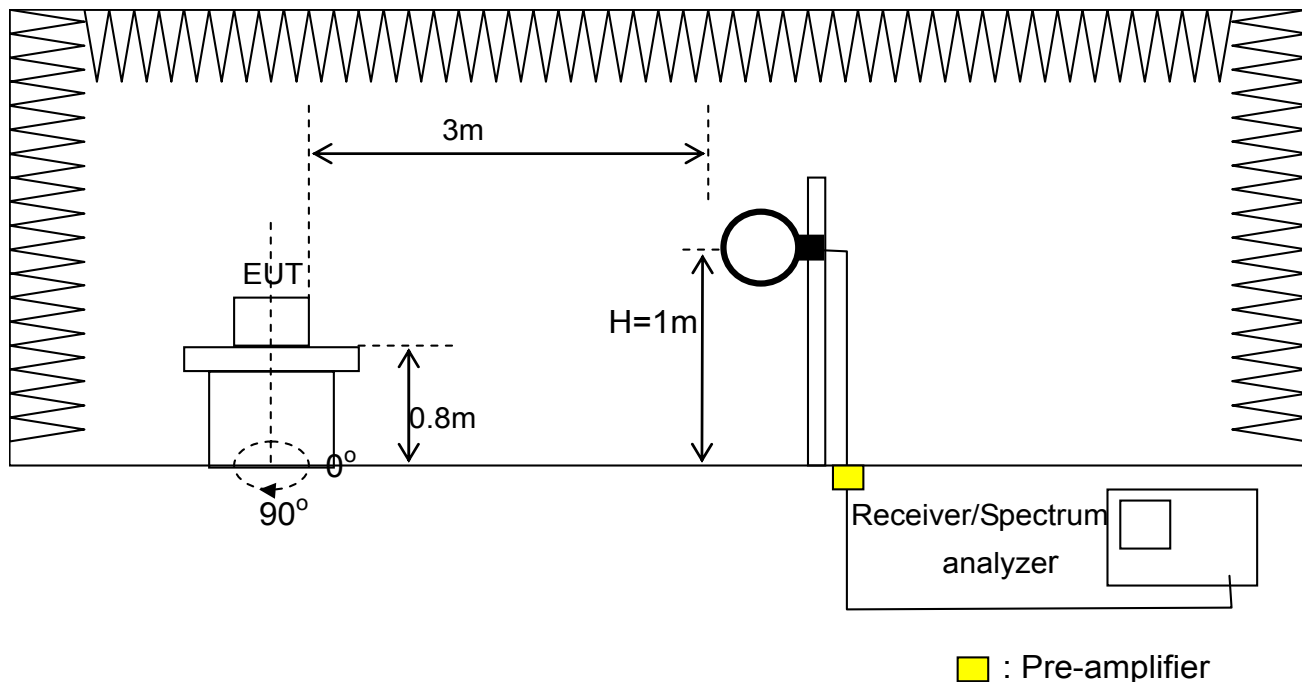 3m
EUT
H=1m
0.8m
0°
90°
Receiver/Spectrum
analyzer
: Pre-amplifier